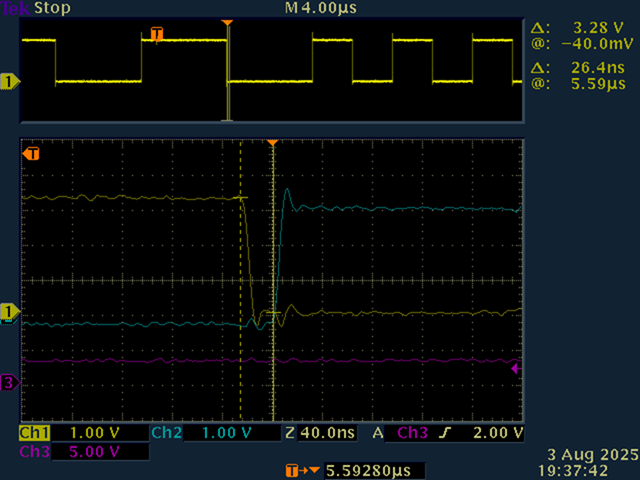 Tek Stop M 4.00µs
Δ: 3.28 V
@: −40.0mV
Δ: 26.4ns
@: 5.59µs
T
1
T
1
3
Ch1 1.00 V Ch2 1.00 V Z 40.0ns A Ch3 2.00 V
Ch3 5.00 V
T 5.59280µs
3 Aug 2025
19:37:42